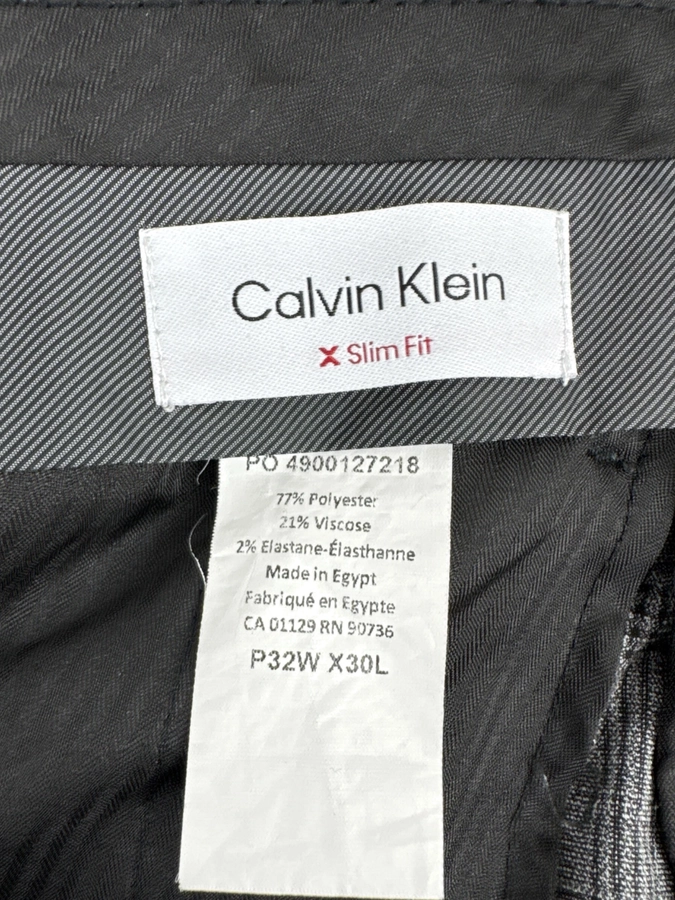 Calvin Klein
X Slim Fit
PO 4900127218
77% Polyester
21% Viscose
2% Elastane-Élasthanne
Made in Egypt
Fabriqué en Egypte
CA 01129 RN 90736
P32W X30L